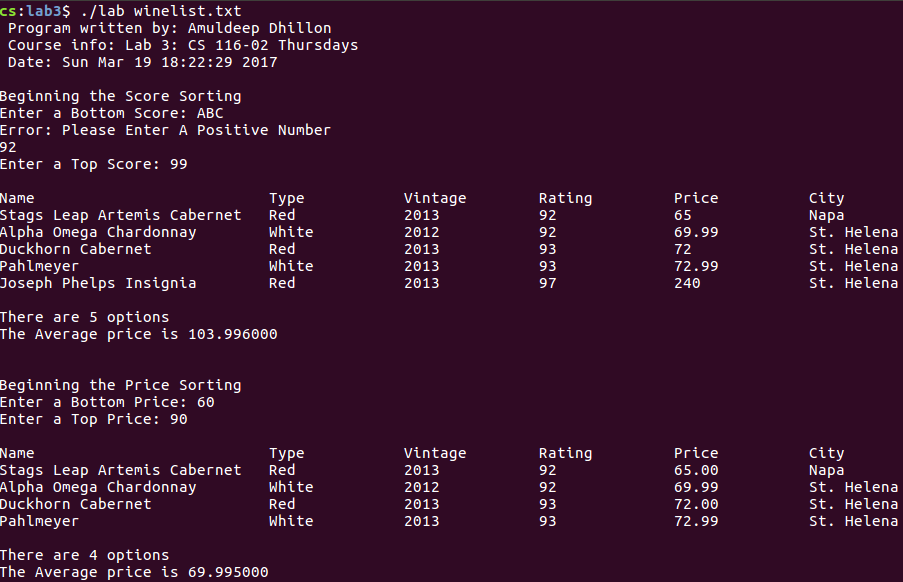 cs:lab3$ ./lab winelist.txt
Program written by: Amuldeep Dhillon
Course info: Lab 3: CS 116-02 Thursdays
Date: Sun Mar 19 18:22:29 2017
Beginning the Score Sorting
Enter a Bottom Score: ABC
Error: Please Enter A Positive Number
92
Enter a Top Score: 99
Name Type Vintage Rating Price City
Stags Leap Artemis Cabernet Red 2013 92 65 Napa
Alpha Omega Chardonnay White 2012 92 69.99 St. Helena
Duckhorn Cabernet Red 2013 93 72 St. Helena
Pahlmeyer White 2013 93 72.99 St. Helena
Joseph Phelps Insignia Red 2013 97 240 St. Helena
There are 5 options
The Average price is 103.996000
Beginning the Price Sorting
Enter a Bottom Price: 60
Enter a Top Price: 90
Name Type Vintage Rating Price City
Stags Leap Artemis Cabernet Red 2013 92 65.00 Napa
Alpha Omega Chardonnay White 2012 92 69.99 St. Helena
Duckhorn Cabernet Red 2013 93 72.00 St. Helena
Pahlmeyer White 2013 93 72.99 St. Helena
There are 4 options
The Average price is 69.995000